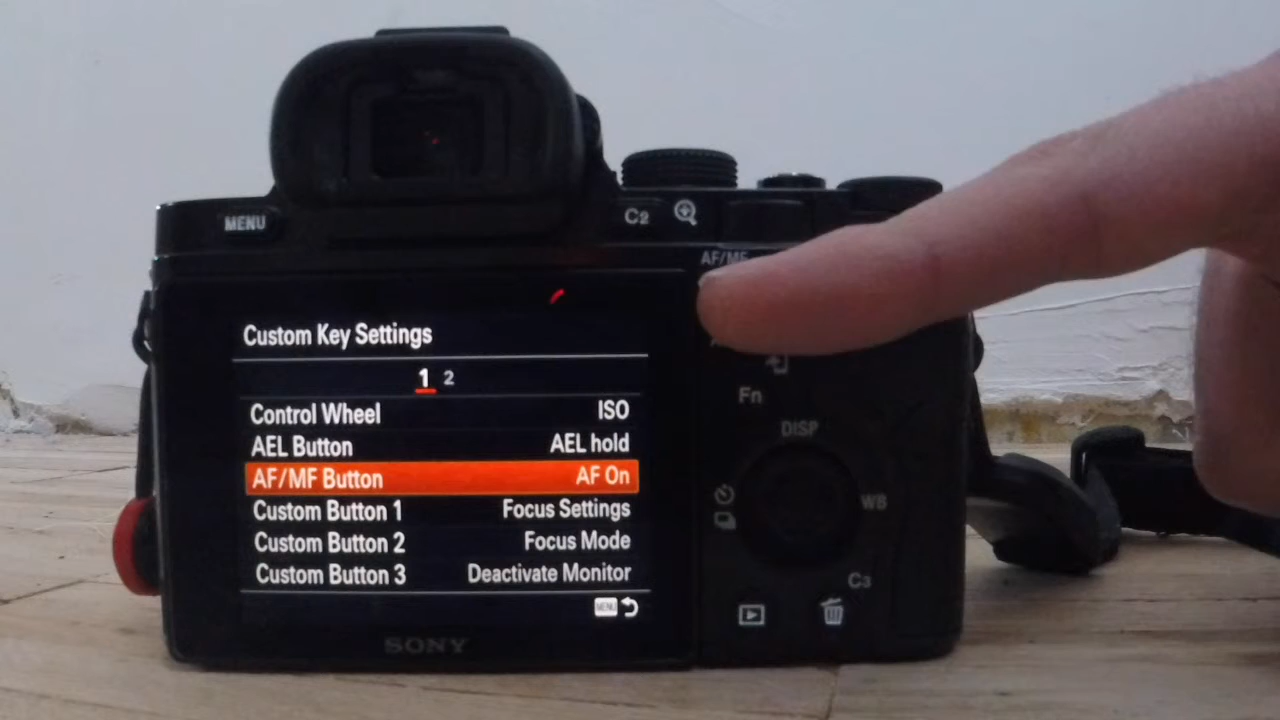 MENU
C2
AF/MF
Custom Key Settings
1 2
Control Wheel ISO
AEL Button AEL hold
AF/MF Button AF On
Custom Button 1 Focus Settings
Custom Button 2 Focus Mode
Custom Button 3 Deactivate Monitor
MENU
Fn
DISP
WB
C3
SONY